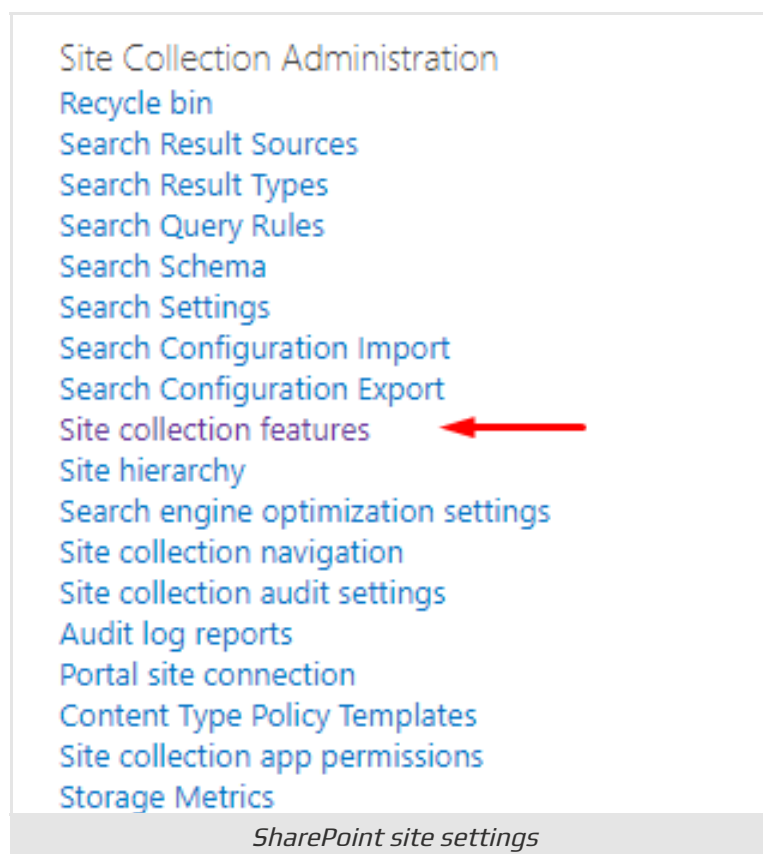 Site Collection Administration
Recycle bin
Search Result Sources
Search Result Types
Search Query Rules
Search Schema
Search Settings
Search Configuration Import
Search Configuration Export
Site collection features
Site hierarchy
Search engine optimization settings
Site collection navigation
Site collection audit settings
Audit log reports
Portal site connection
Content Type Policy Templates
Site collection app permissions
Storage Metrics
SharePoint site settings